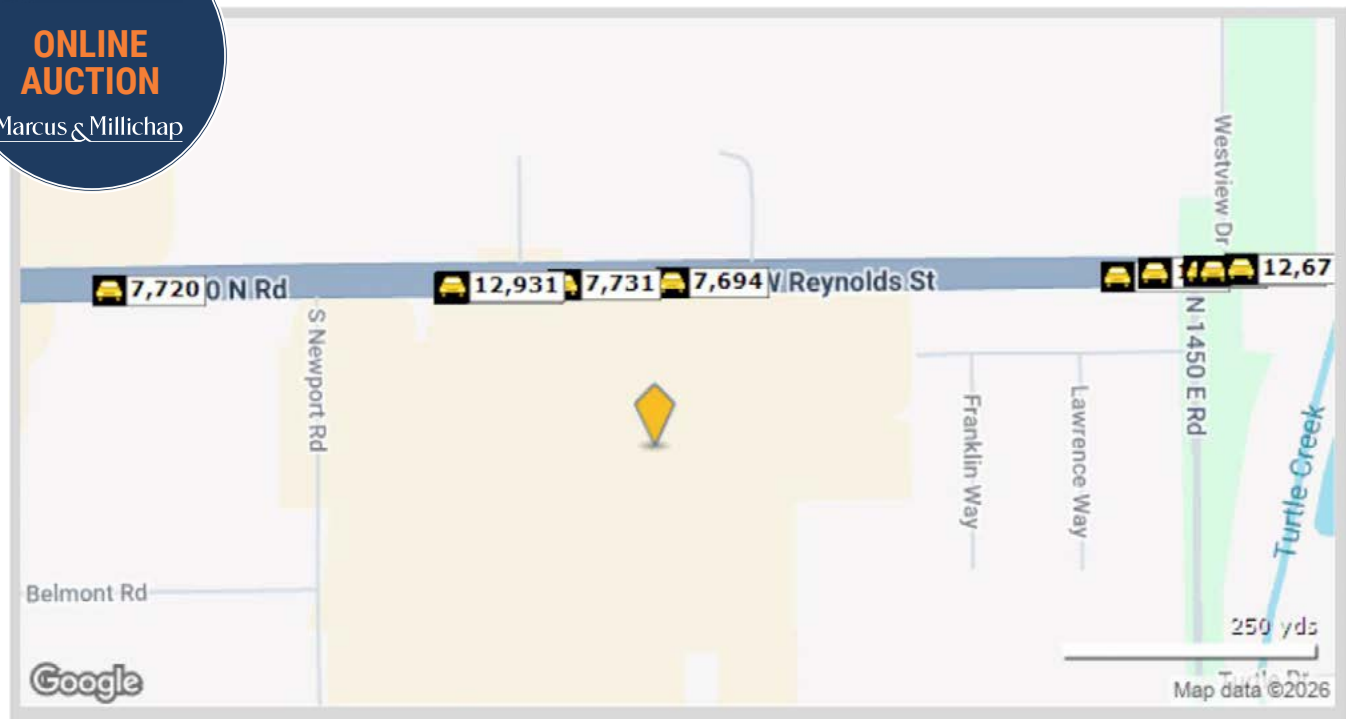 ONLINE
AUCTION
Marcus & Millichap
Westview Dr
7,720
0 N Rd
12,931
7,731
7,694
W Reynolds St
12,67
S Newport Rd
N 1450 E Rd
Franklin Way
Lawrence Way
Turtle Creek
Belmont Rd
250 yds
Google
Turtle Dr
Map data ©2026